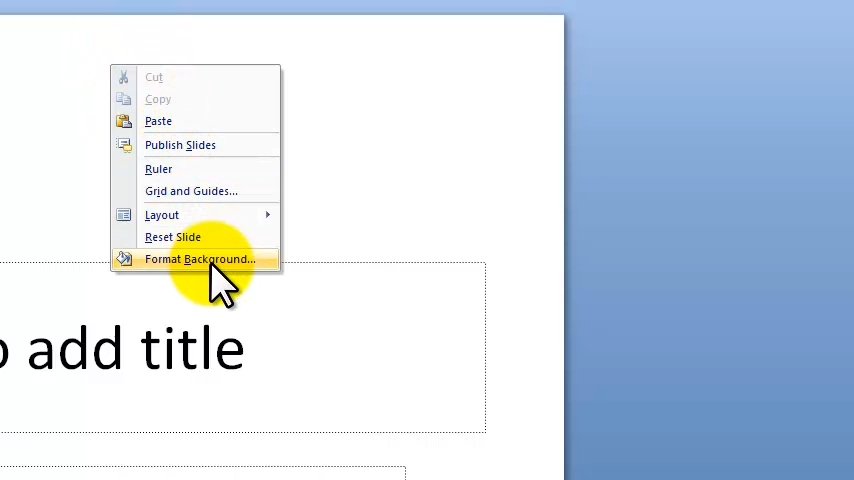 Cut
Copy
Paste
Publish Slides
Ruler
Grid and Guides...
Layout
Reset Slide
Format Background...
add title